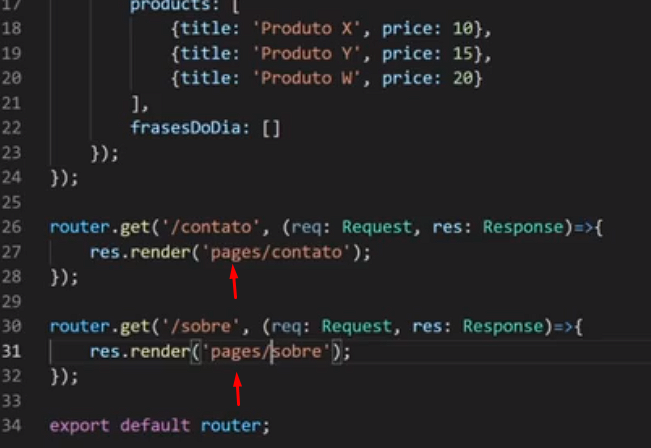 17 products: [
18 {title: 'Produto X', price: 10},
19 {title: 'Produto Y', price: 15},
20 {title: 'Produto W', price: 20}
21 ],
22 frasesDoDia: []
23 });
24 });
25
26 router.get('/contato', (req: Request, res: Response)=>{
27 res.render('pages/contato');
28 });
29
30 router.get('/sobre', (req: Request, res: Response)=>{
31 res.render('pages/sobre');
32 });
33
34 export default router;